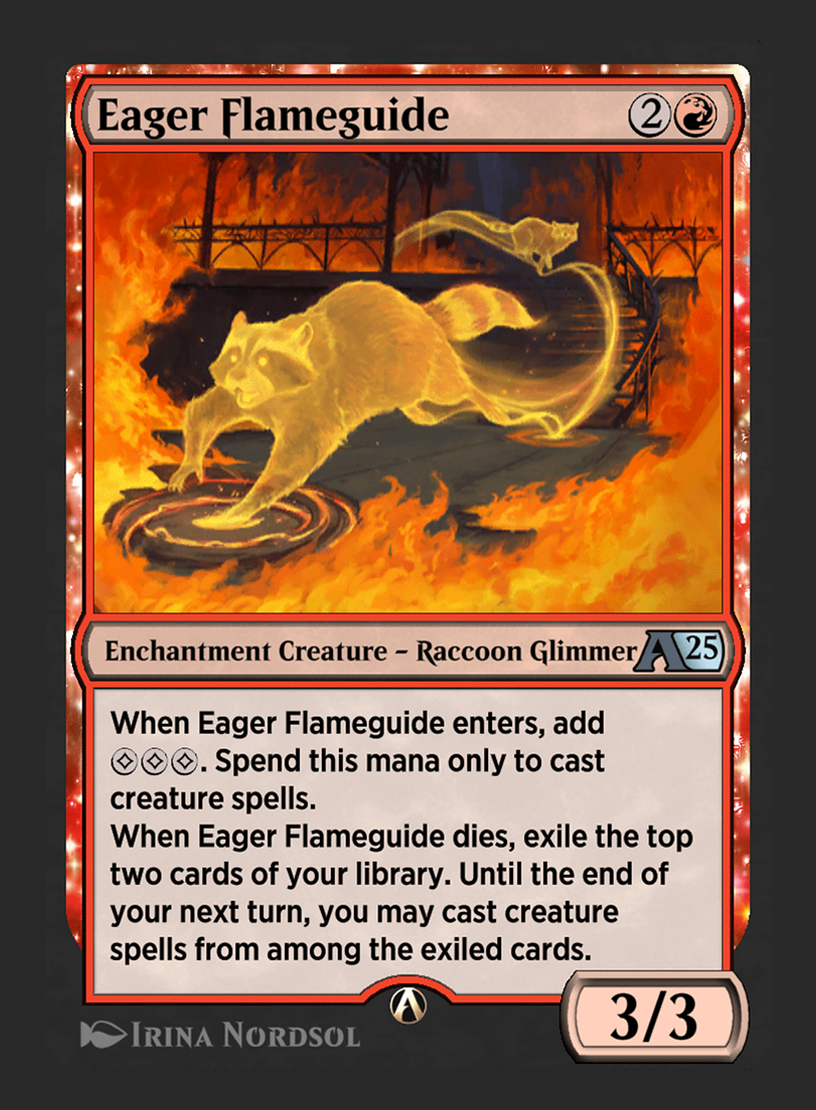 Eager Flameguide 2
Enchantment Creature – Raccoon Glimmer A25
When Eager Flameguide enters, add
. Spend this mana only to cast
creature spells.
When Eager Flameguide dies, exile the top
two cards of your library. Until the end of
your next turn, you may cast creature
spells from among the exiled cards.
3/3
Irina Nordsol